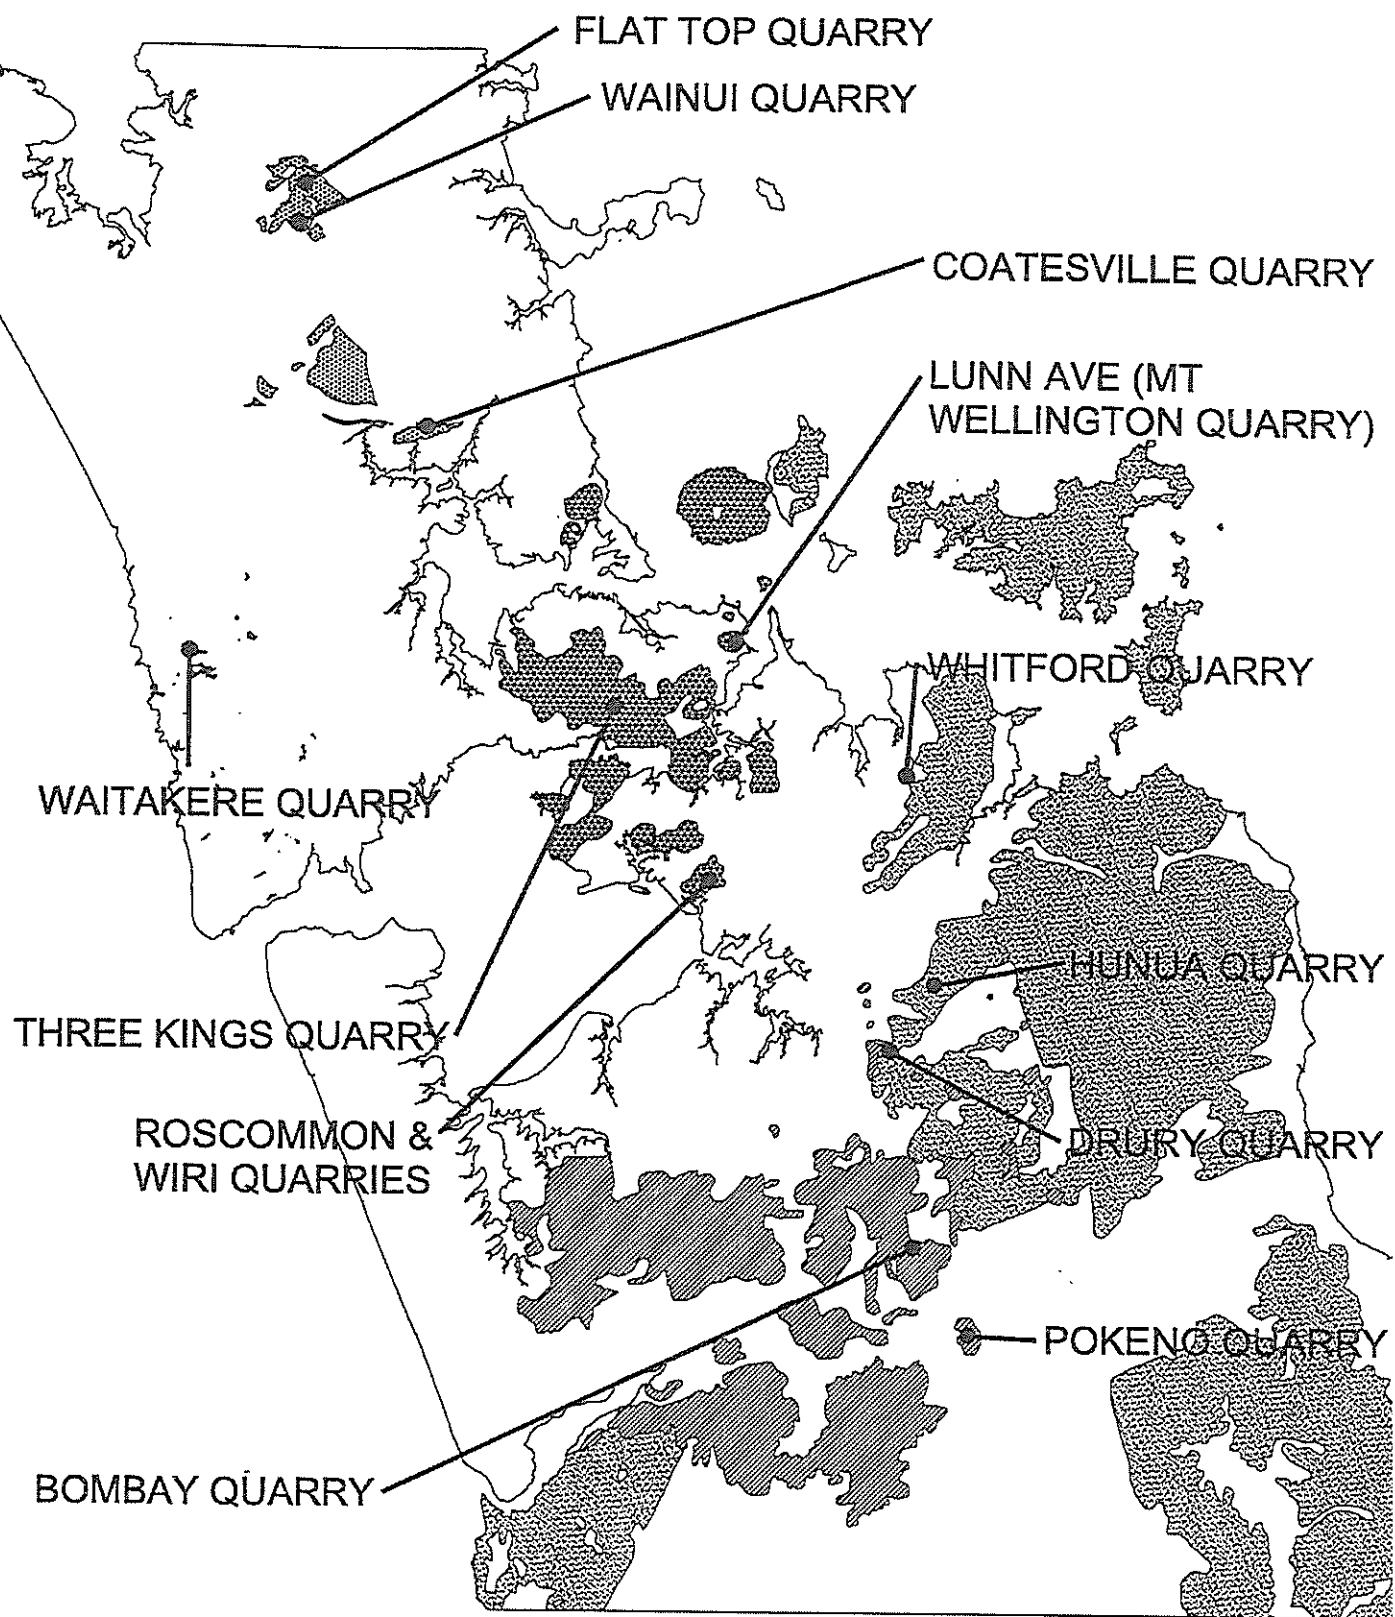 FLAT TOP QUARRY
WAINUI QUARRY
COATESVILLE QUARRY
LUNN AVE (MT
WELLINGTON QUARRY)
WHITFORD QUARRY
WAITAKERE QUARRY
HUNUA QUARRY
THREE KINGS QUARRY
ROSCOMMON &
WIRI QUARRIES
DRURY QUARRY
POKENO QUARRY
BOMBAY QUARRY